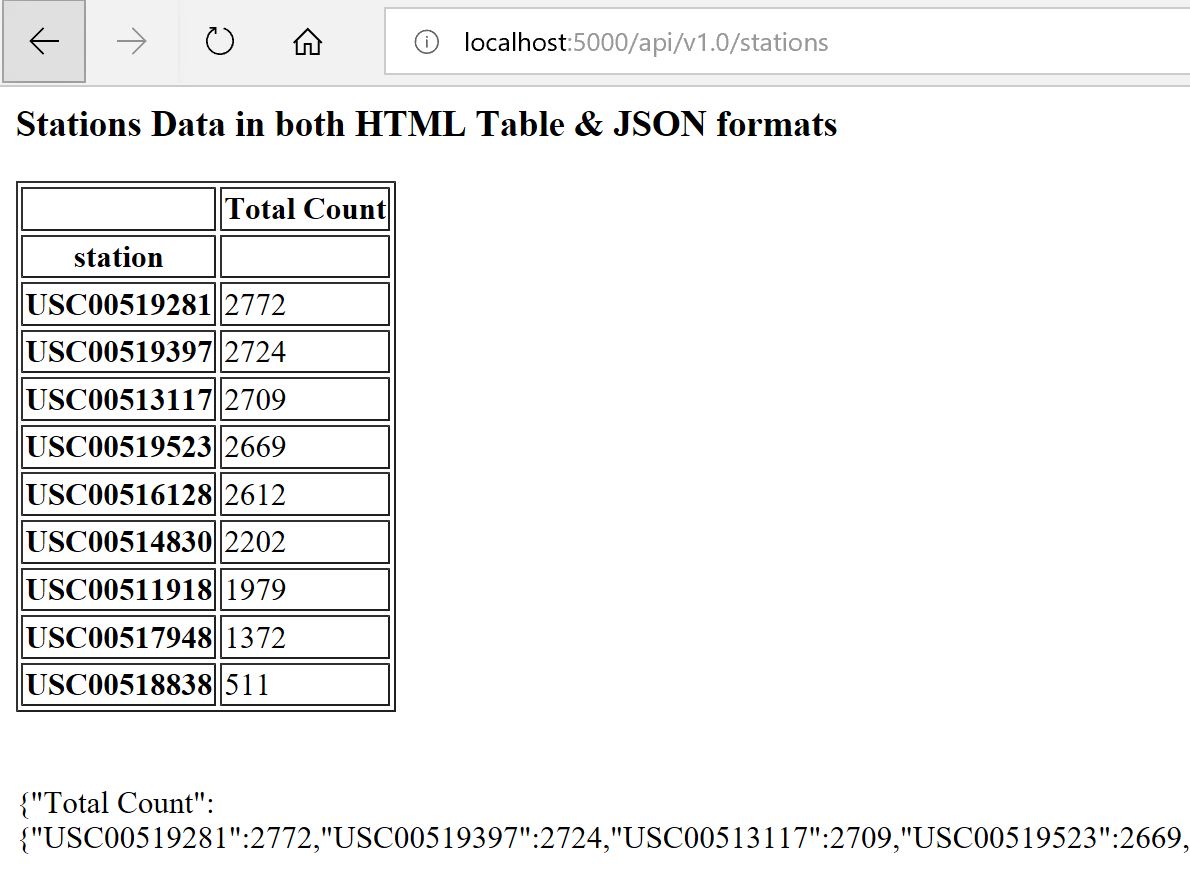 localhost:5000/api/v1.0/stations
Stations Data in both HTML Table & JSON formats
Total Count
station
USC00519281 2772
USC00519397 2724
USC00513117 2709
USC00519523 2669
USC00516128 2612
USC00514830 2202
USC00511918 1979
USC00517948 1372
USC00518838 511
{"Total Count":
{"USC00519281":2772,"USC00519397":2724,"USC00513117":2709,"USC00519523":2669,